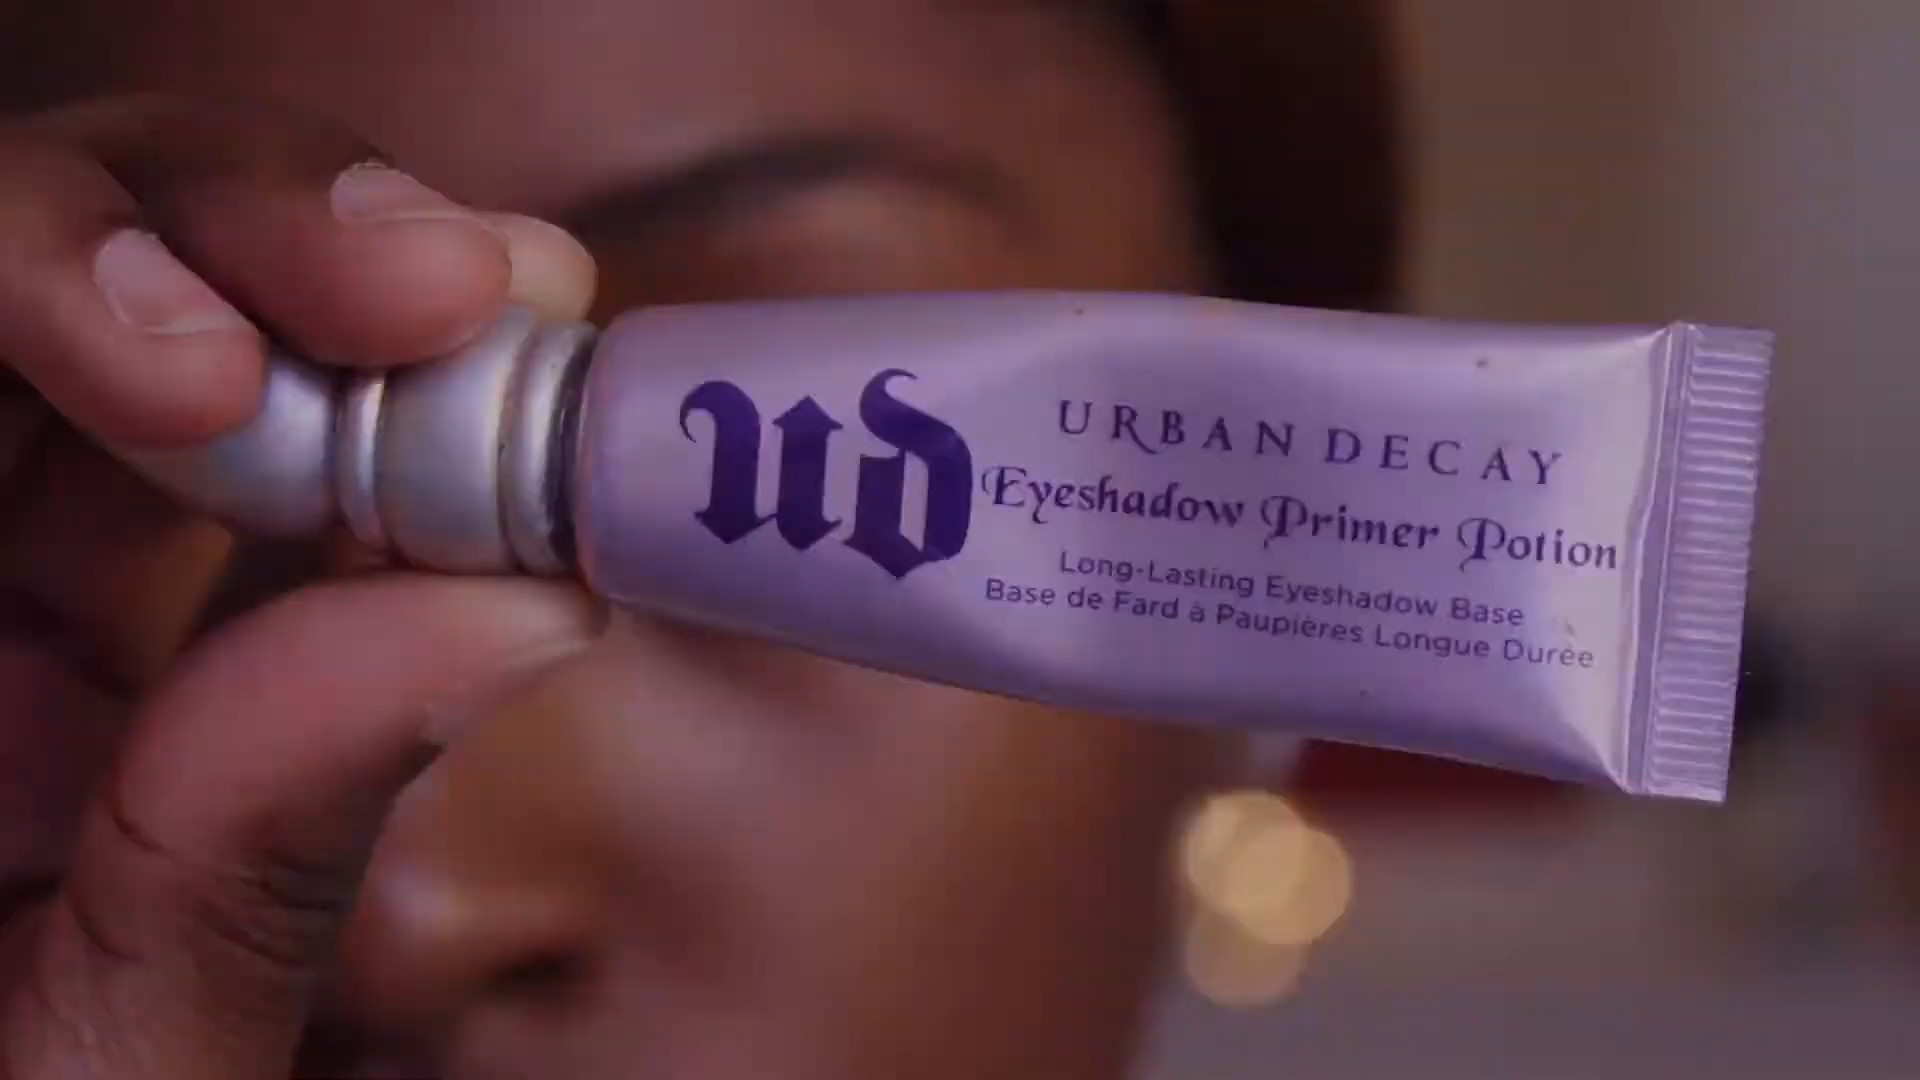 ud
URBAN DECAY
Eyeshadow Primer Potion
Long-Lasting Eyeshadow Base
Base de Fard à Paupières Longue Durée